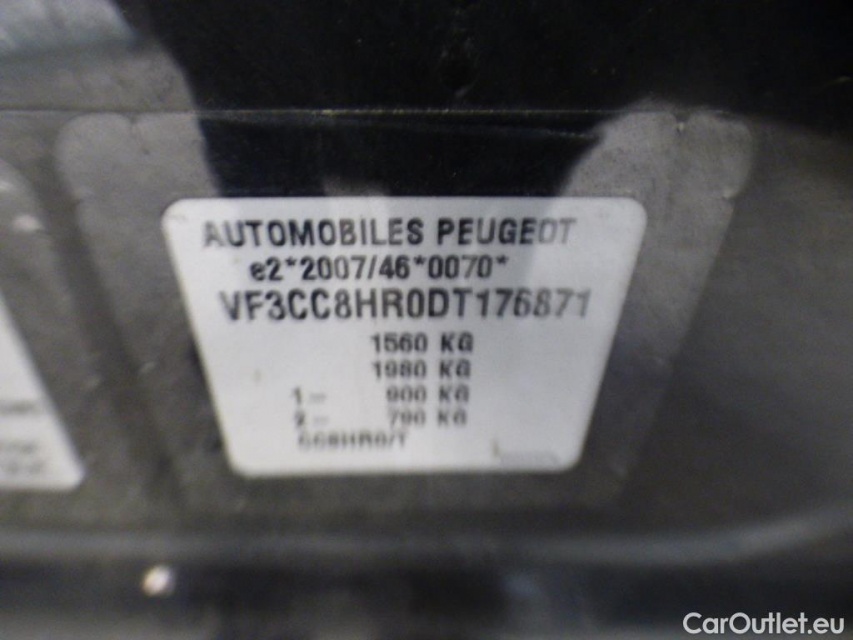 AUTOMOBILES PEUGEOT
e2*2007/46*0070*
VF3CC8HR0DT176871
1560 KG
1980 KG
1– 900 KG
2– 790 KG
CC8HR0/T
CarOutlet.eu